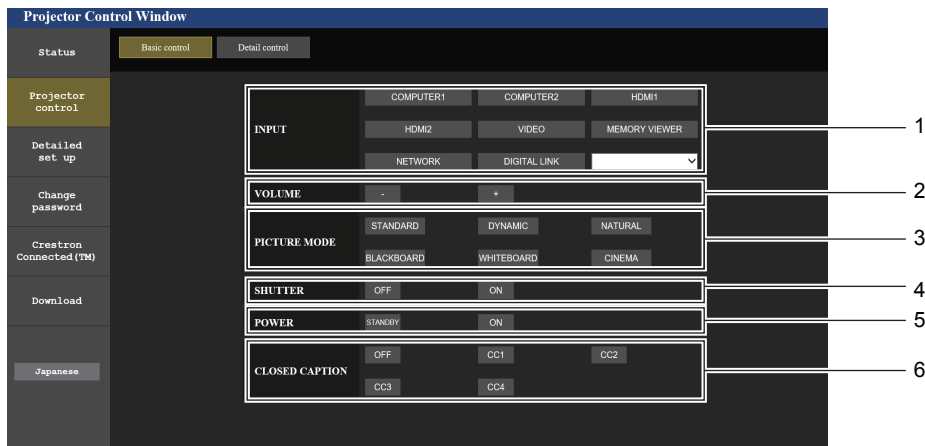 Projector Control Window
Status
Basic control
Detail control
Projector
control
Detailed
set up
Change
password
Crestron
Connected(TM)
Download
Japanese
INPUT
COMPUTER1
COMPUTER2
HDMI1
HDMI2
VIDEO
MEMORY VIEWER
NETWORK
DIGITAL LINK
1
VOLUME
-
+
2
PICTURE MODE
STANDARD
DYNAMIC
NATURAL
BLACKBOARD
WHITEBOARD
CINEMA
3
SHUTTER
OFF
ON
4
POWER
STANDBY
ON
5
CLOSED CAPTION
OFF
CC1
CC2
CC3
CC4
6